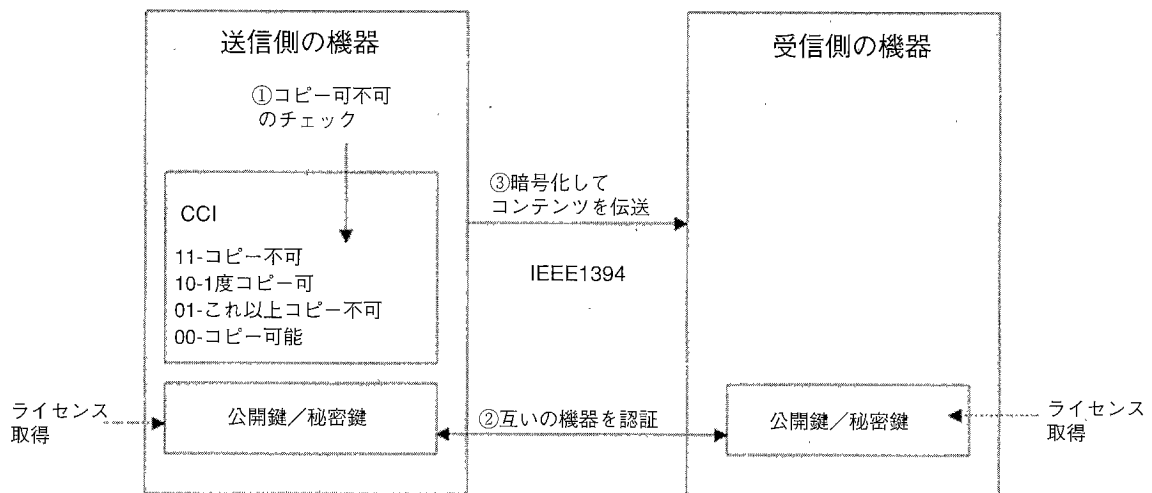 送信側の機器
受信側の機器
①コピー可不可
のチェック
③暗号化して
コンテンツを伝送
CCI
11-コピー不可
10-1度コピー可
01-これ以上コピー不可
00-コピー可能
IEEE1394
ライセンス
取得
公開鍵／秘密鍵
②互いの機器を認証
公開鍵／秘密鍵
ライセンス
取得